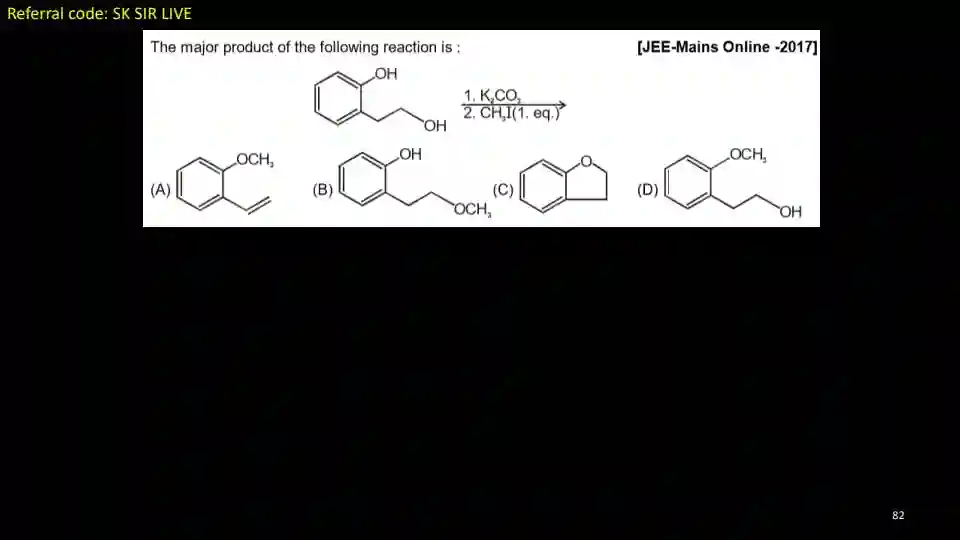 Referral code: SK SIR LIVE
The major product of the following reaction is : [JEE-Mains Online -2017]
OH
OH
1. K₂CO₃
2. CH₃I(1. eq.)
(A) OCH₃
(B) OH
OCH₃
(C) O
(D) OCH₃
OH
82